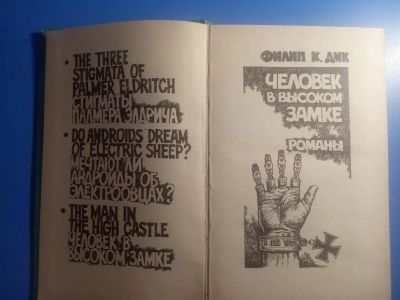 • THE THREE
STIGMATA OF
PALMER ELDRITCH
СТИГМАТЫ
ПАЛМЕРА ЭЛДРИЧА
• DO ANDROIDS DREAM
OF ELECTRIC SHEEP?
МЕЧТАЮТ ЛИ
АНДРОИДЫ ОБ
ЭЛЕКТРООВЦАХ?
• THE MAN IN
THE HIGH CASTLE
ЧЕЛОВЕК В
ВЫСОКОМ ЗАМКЕ
ФИЛИП К. ДИК
ЧЕЛОВЕК
В ВЫСОКОМ
ЗАМКЕ
РОМАНЫ